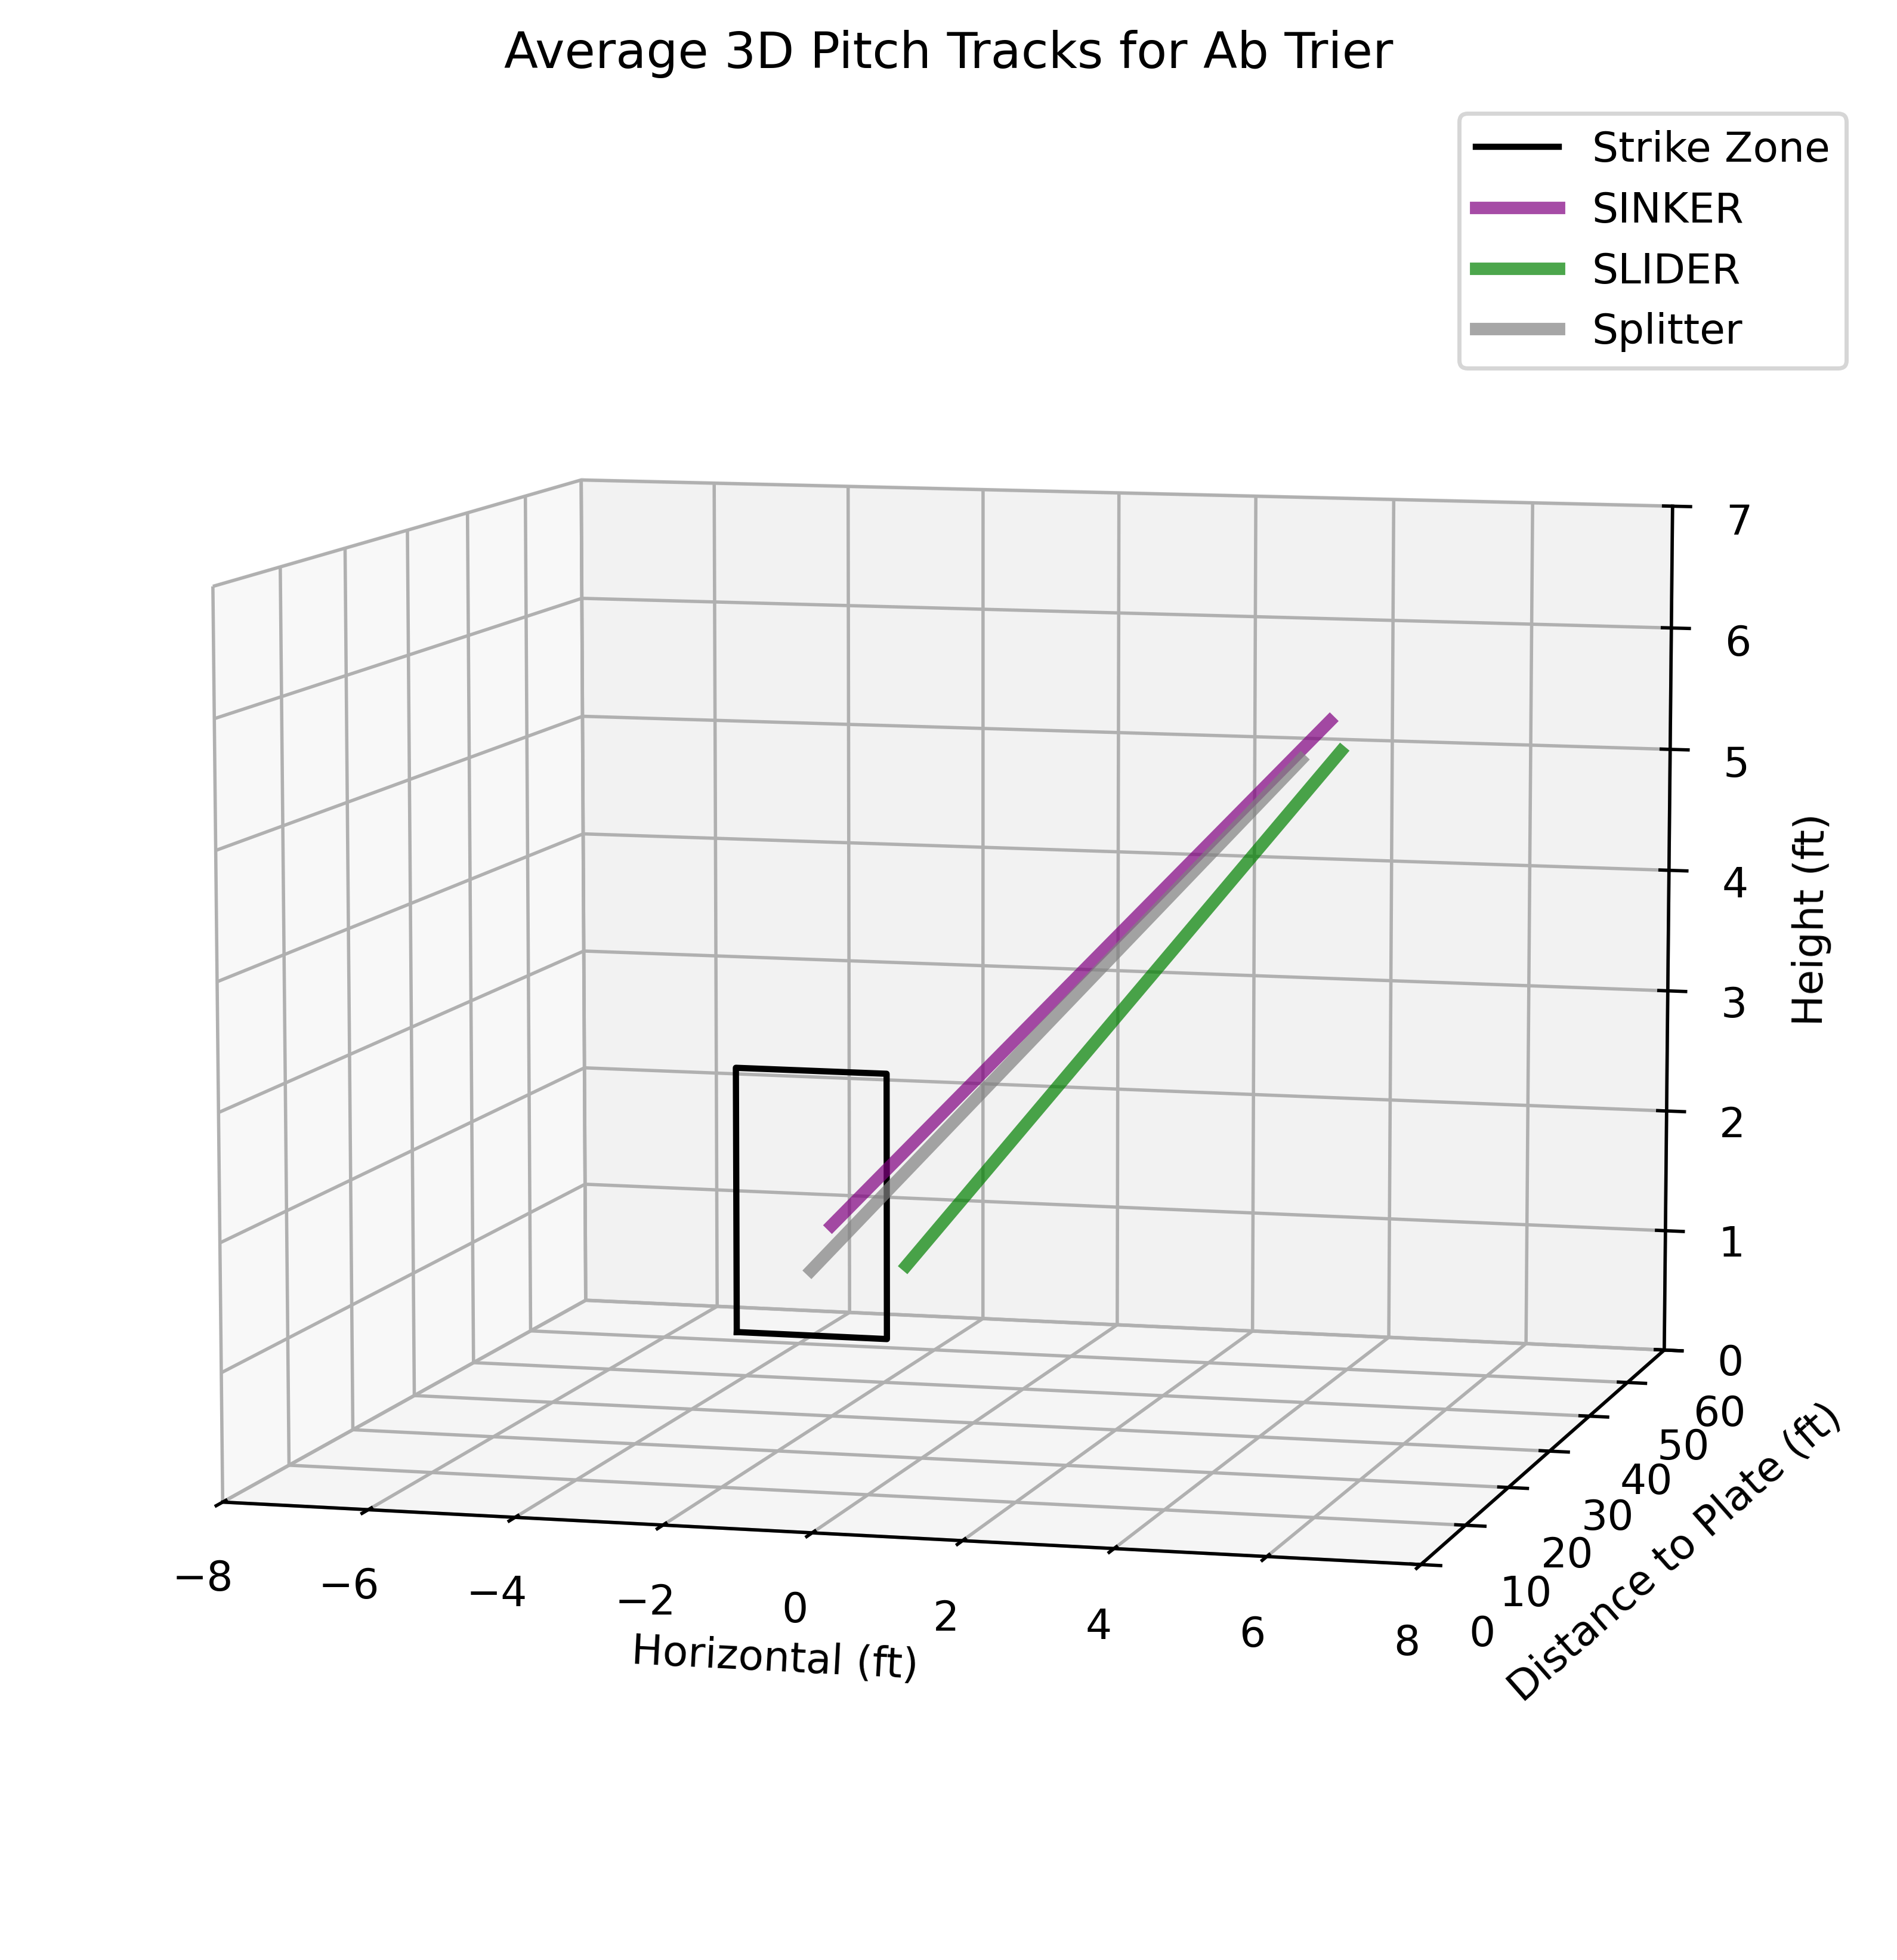 Average 3D Pitch Tracks for Ab Trier
Strike Zone
SINKER
SLIDER
Splitter
7
6
5
4
3
2
1
0
Height (ft)
60
50
40
30
20
10
0
Distance to Plate (ft)
−8 −6 −4 −2 0 2 4 6 8
Horizontal (ft)